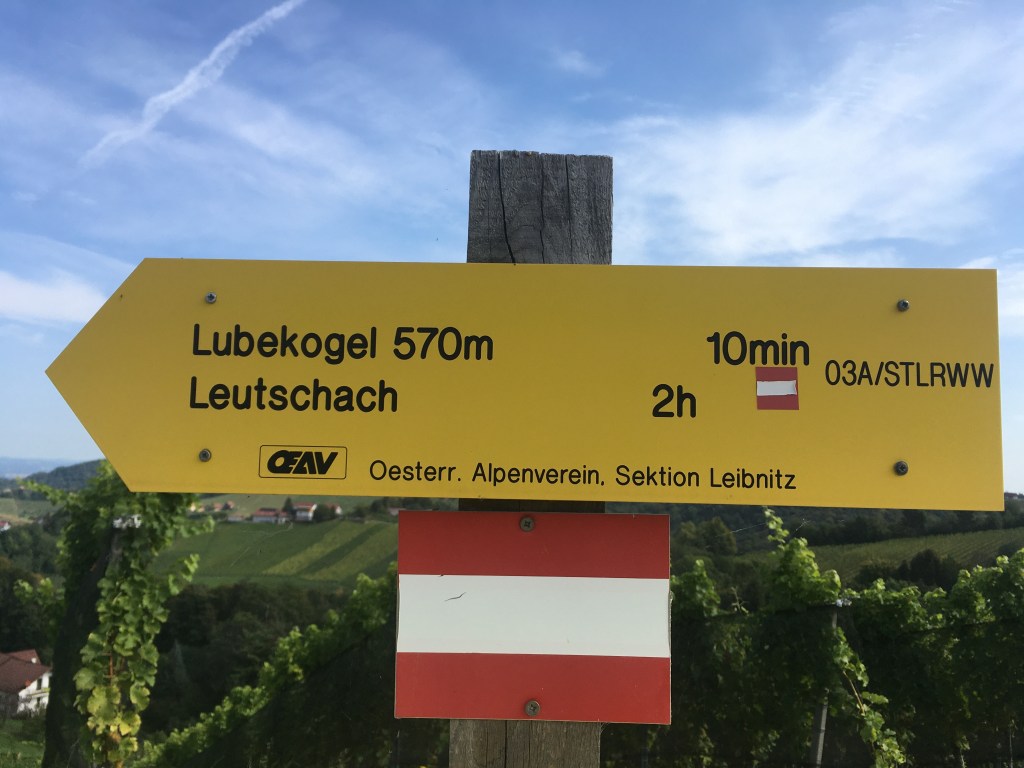 Lubekogel 570m 10min
03A/STLRWW
Leutschach 2h
OEAV Oesterr. Alpenverein, Sektion Leibnitz